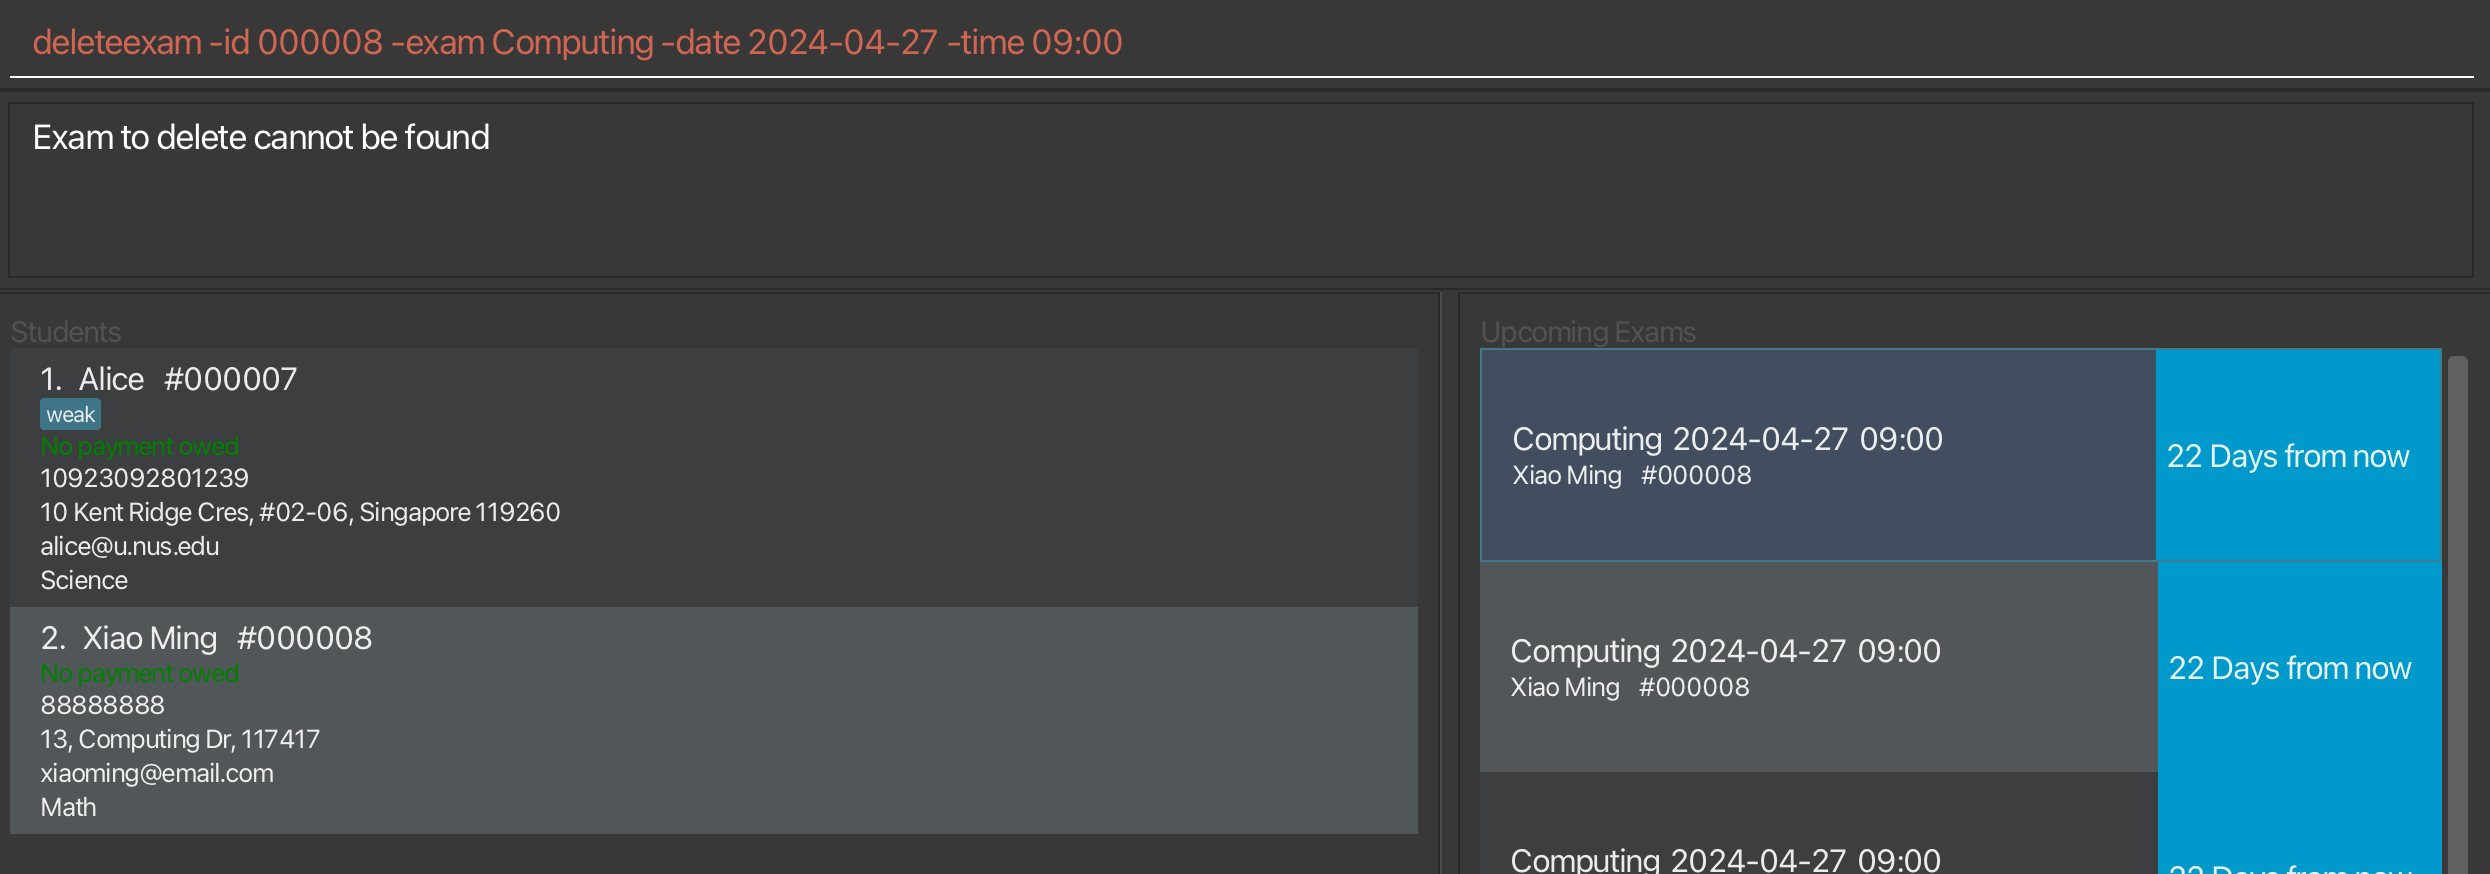 deleteexam -id 000008 -exam Computing -date 2024-04-27 -time 09:00
Exam to delete cannot be found
Students
1. Alice #000007
weak
No payment owed
10923092801239
10 Kent Ridge Cres, #02-06, Singapore 119260
alice@u.nus.edu
Science
2. Xiao Ming #000008
No payment owed
88888888
13, Computing Dr, 117417
xiaoming@email.com
Math
Upcoming Exams
Computing 2024-04-27 09:00
Xiao Ming #000008
22 Days from now
Computing 2024-04-27 09:00
Xiao Ming #000008
22 Days from now
Computing 2024-04-27 09:00
22 Days from now